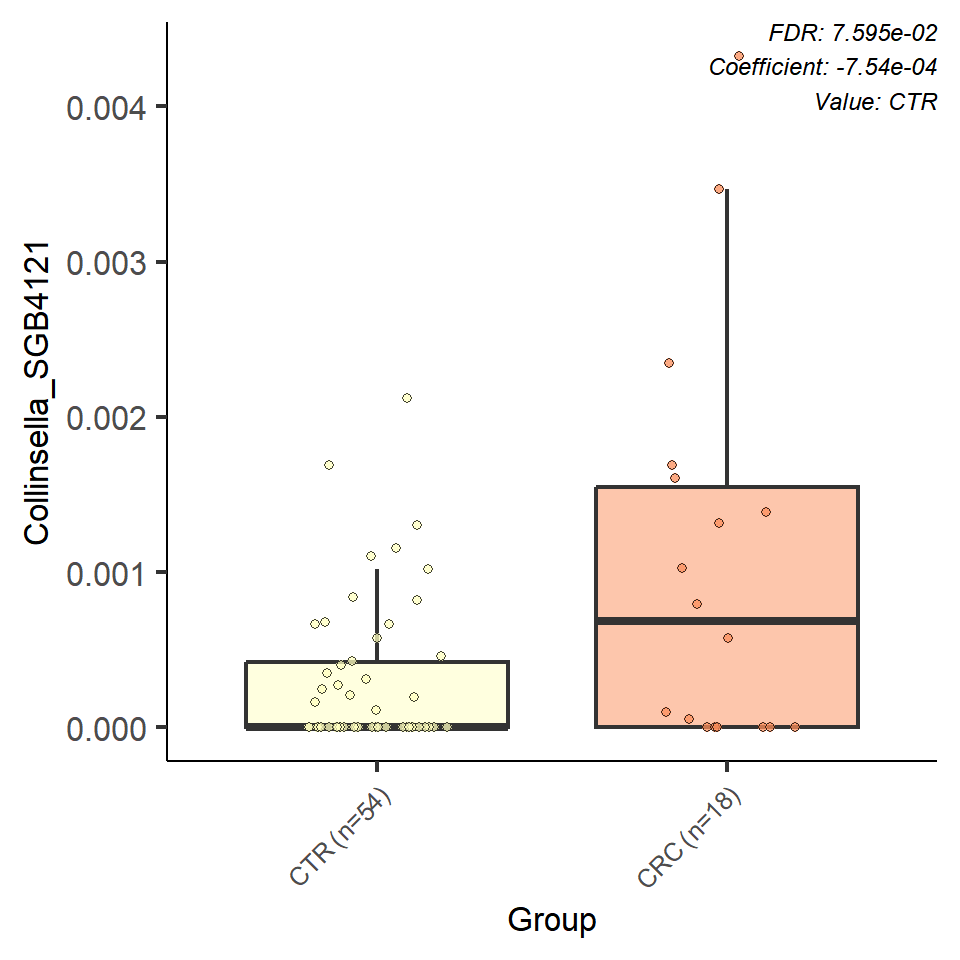 FDR: 7.595e-02
Coefficient: -7.54e-04
Value: CTR
0.004
0.003
0.002
0.001
0.000
Collinsella_SGB4121
CTR (n=54)
CRC (n=18)
Group